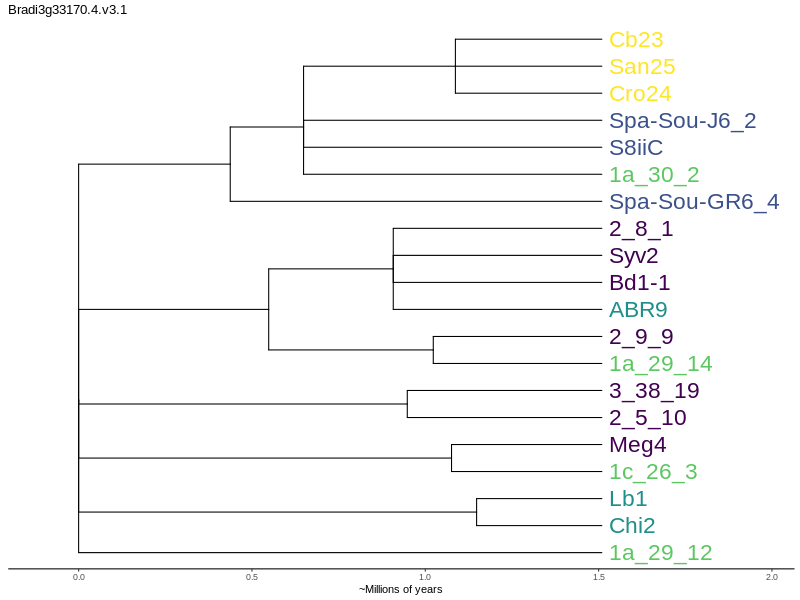 Bradi3g33170.4.v3.1
Cb23
San25
Cro24
Spa-Sou-J6_2
S8iiC
1a_30_2
Spa-Sou-GR6_4
2_8_1
Syv2
Bd1-1
ABR9
2_9_9
1a_29_14
3_38_19
2_5_10
Meg4
1c_26_3
Lb1
Chi2
1a_29_12
0.0 0.5 1.0 1.5 2.0
~Millions of years